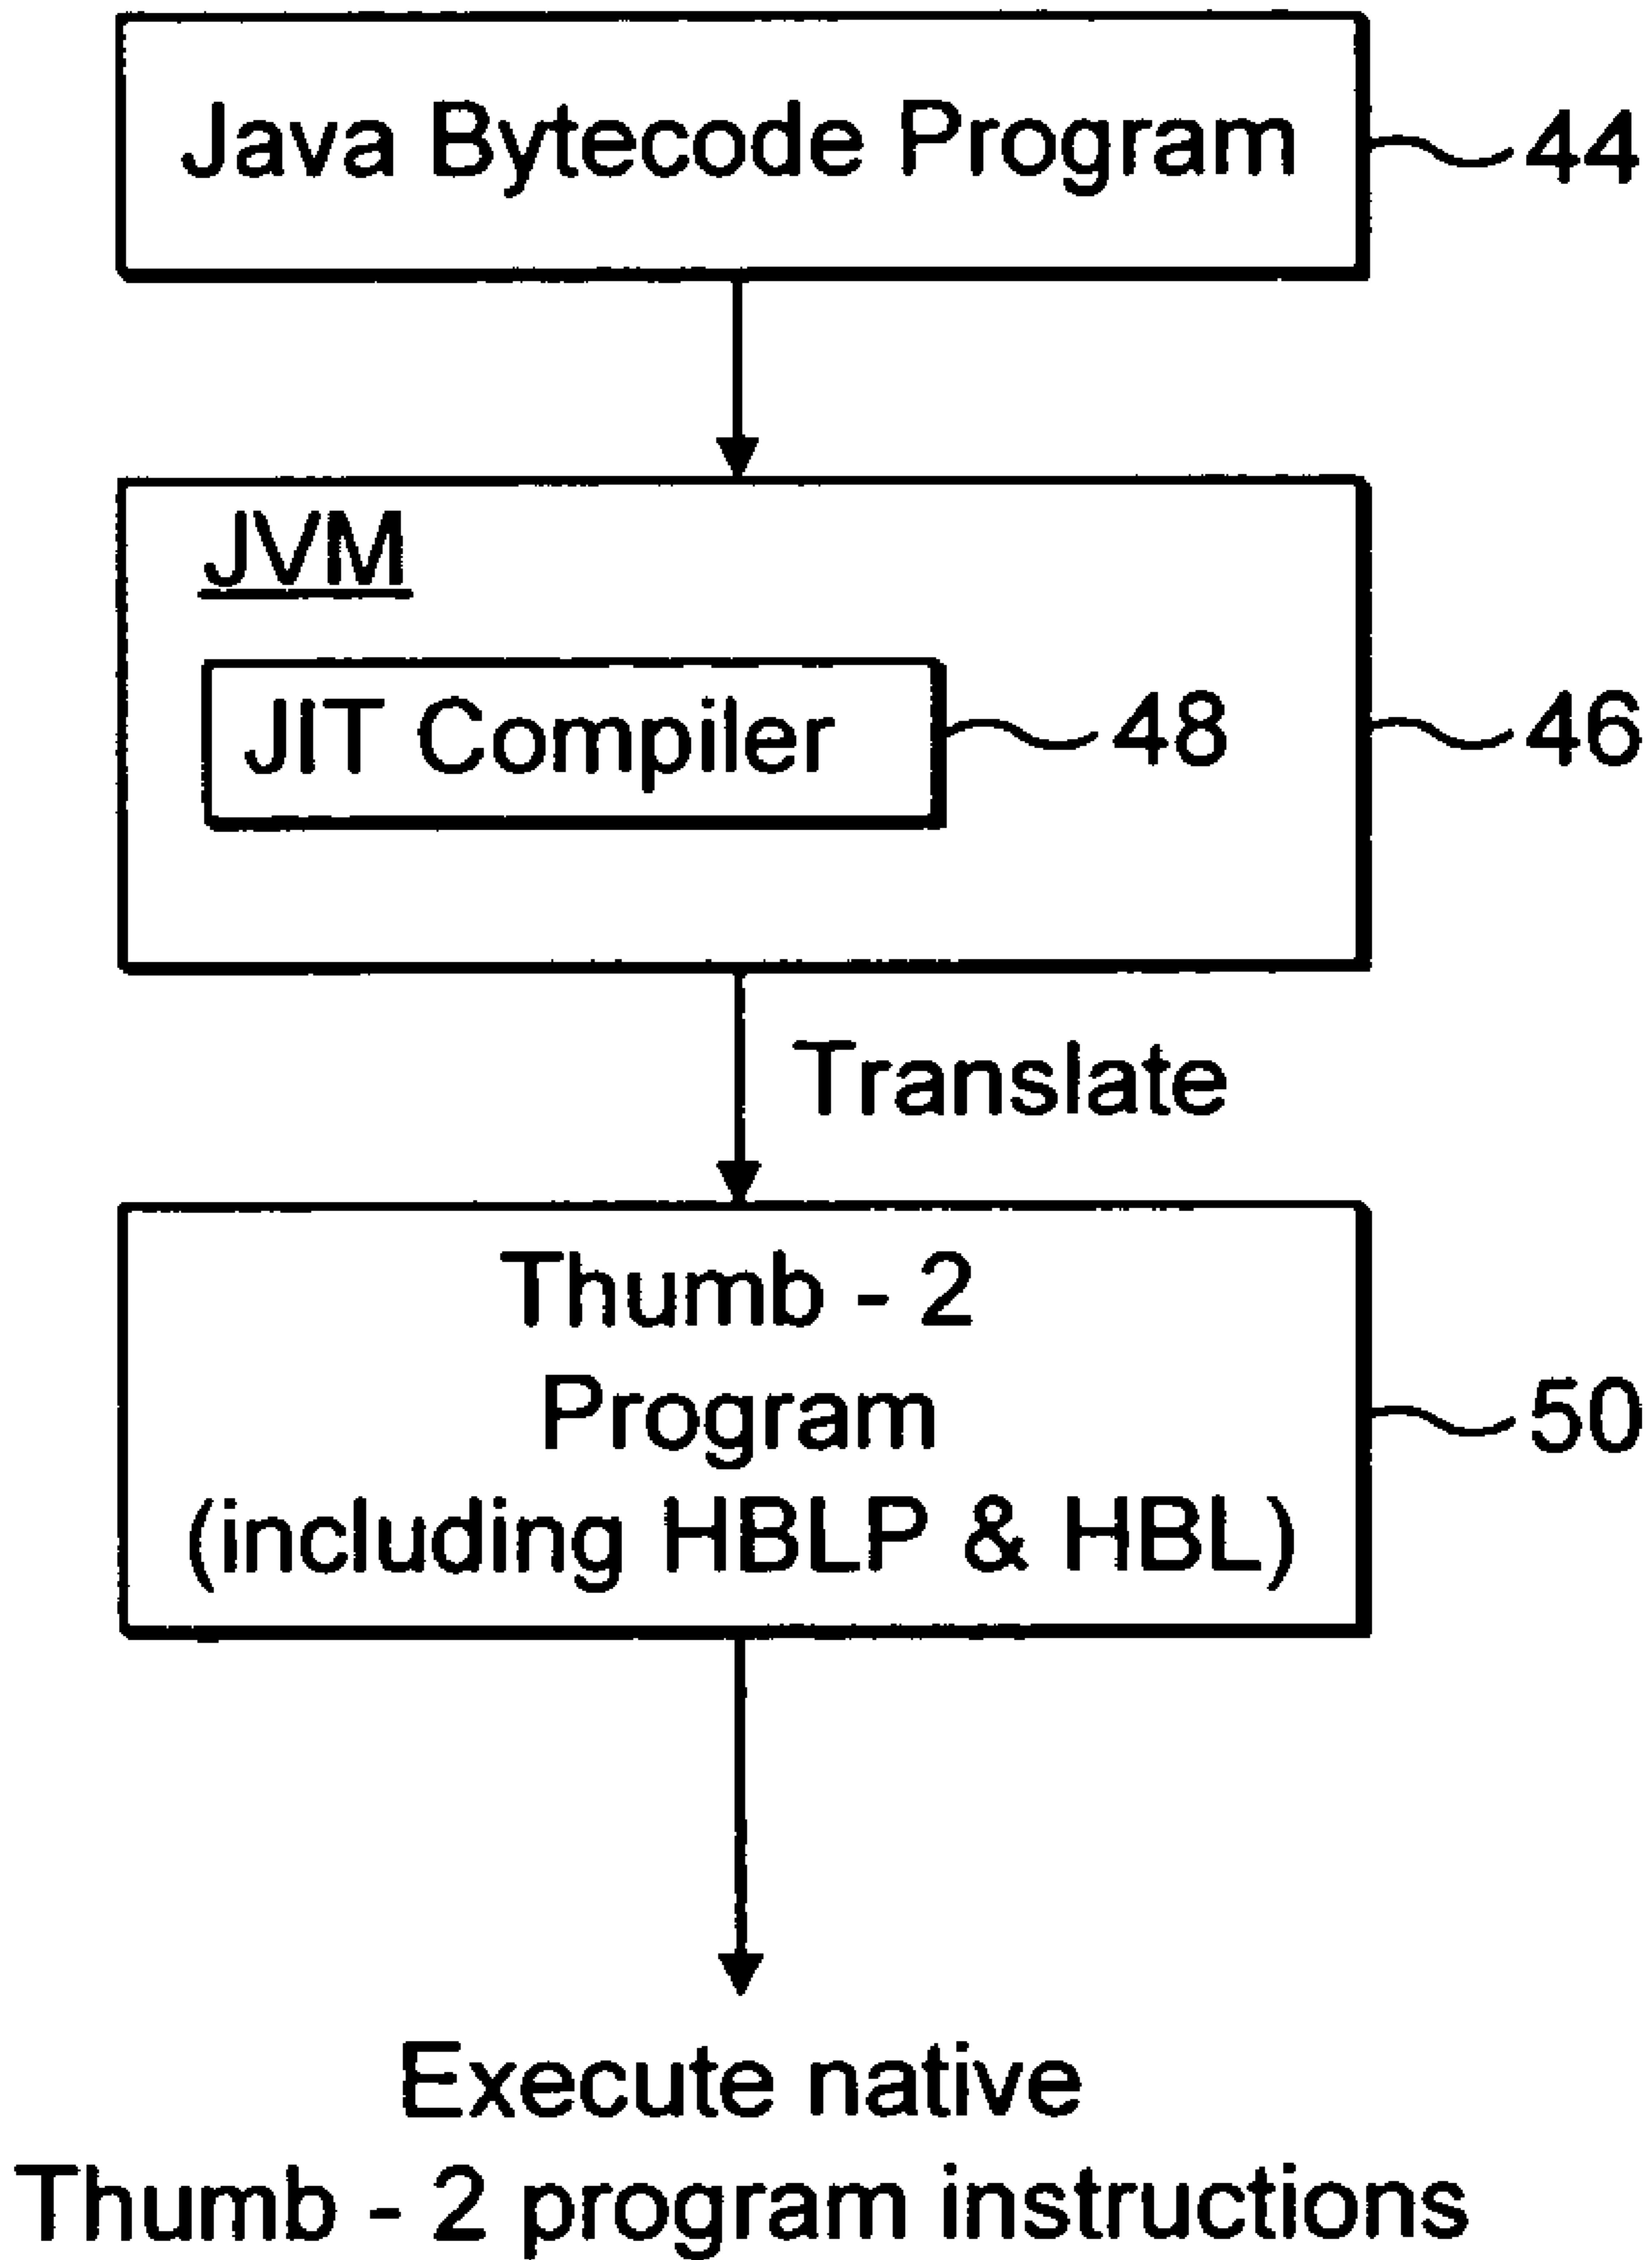 Java Bytecode Program
44
JVM
JIT Compiler
48
46
Translate
Thumb - 2
Program
(including HBLP & HBL)
50
Execute native
Thumb - 2 program instructions